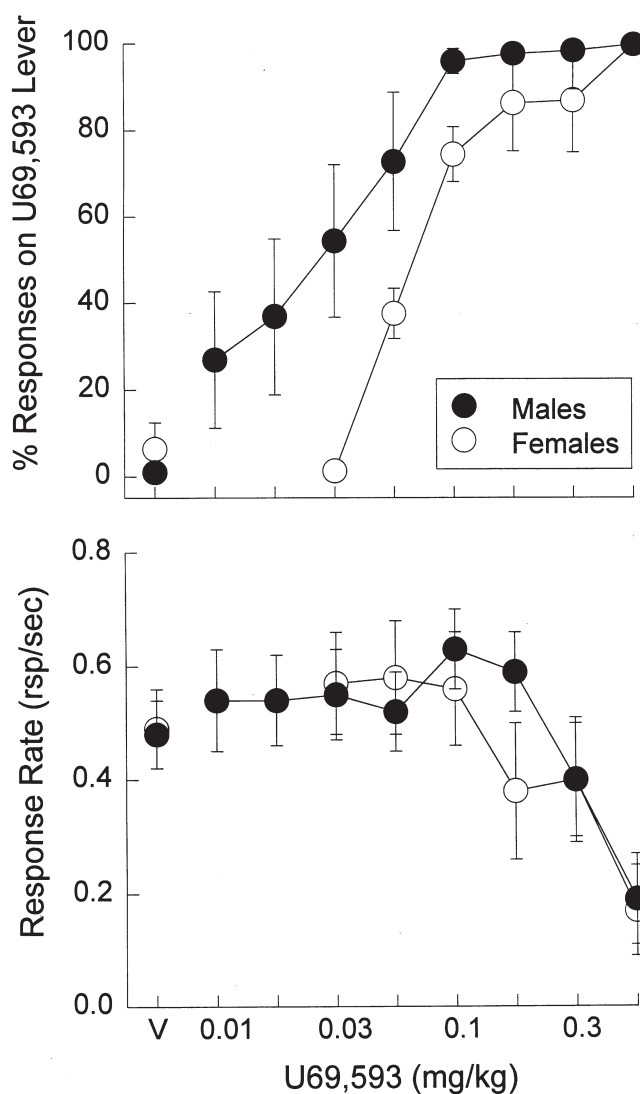 % Responses on U69,593 Lever
100
80
60
40
20
0
Males
Females
Response Rate (rsp/sec)
0.8
0.6
0.4
0.2
0.0
V 0.01 0.03 0.1 0.3
U69,593 (mg/kg)